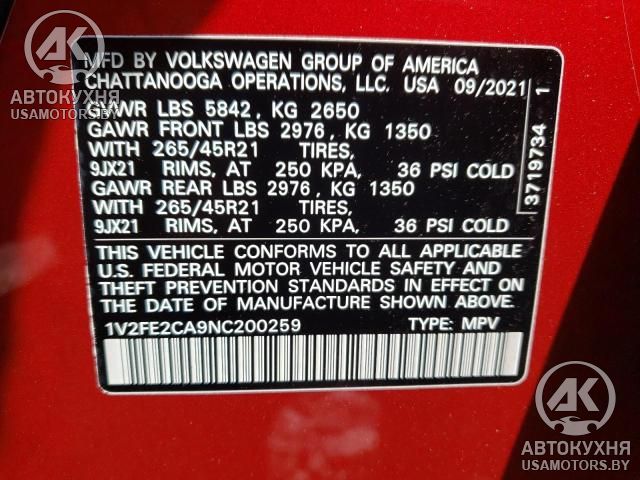 MFD BY VOLKSWAGEN GROUP OF AMERICA
CHATTANOOGA OPERATIONS, LLC. USA 09/2021
GVWR LBS 5842, KG 2650
GAWR FRONT LBS 2976, KG 1350
WITH 265/45R21 TIRES,
9JX21 RIMS, AT 250 KPA, 36 PSI COLD
GAWR REAR LBS 2976, KG 1350
WITH 265/45R21 TIRES,
9JX21 RIMS, AT 250 KPA, 36 PSI COLD
THIS VEHICLE CONFORMS TO ALL APPLICABLE
U.S. FEDERAL MOTOR VEHICLE SAFETY AND
THEFT PREVENTION STANDARDS IN EFFECT ON
THE DATE OF MANUFACTURE SHOWN ABOVE.
1V2FE2CA9NC200259 TYPE: MPV
3719734 1
АК
АВТОКУХНЯ
USAMOTORS.BY
АК
АВТОКУХНЯ
USAMOTORS.BY